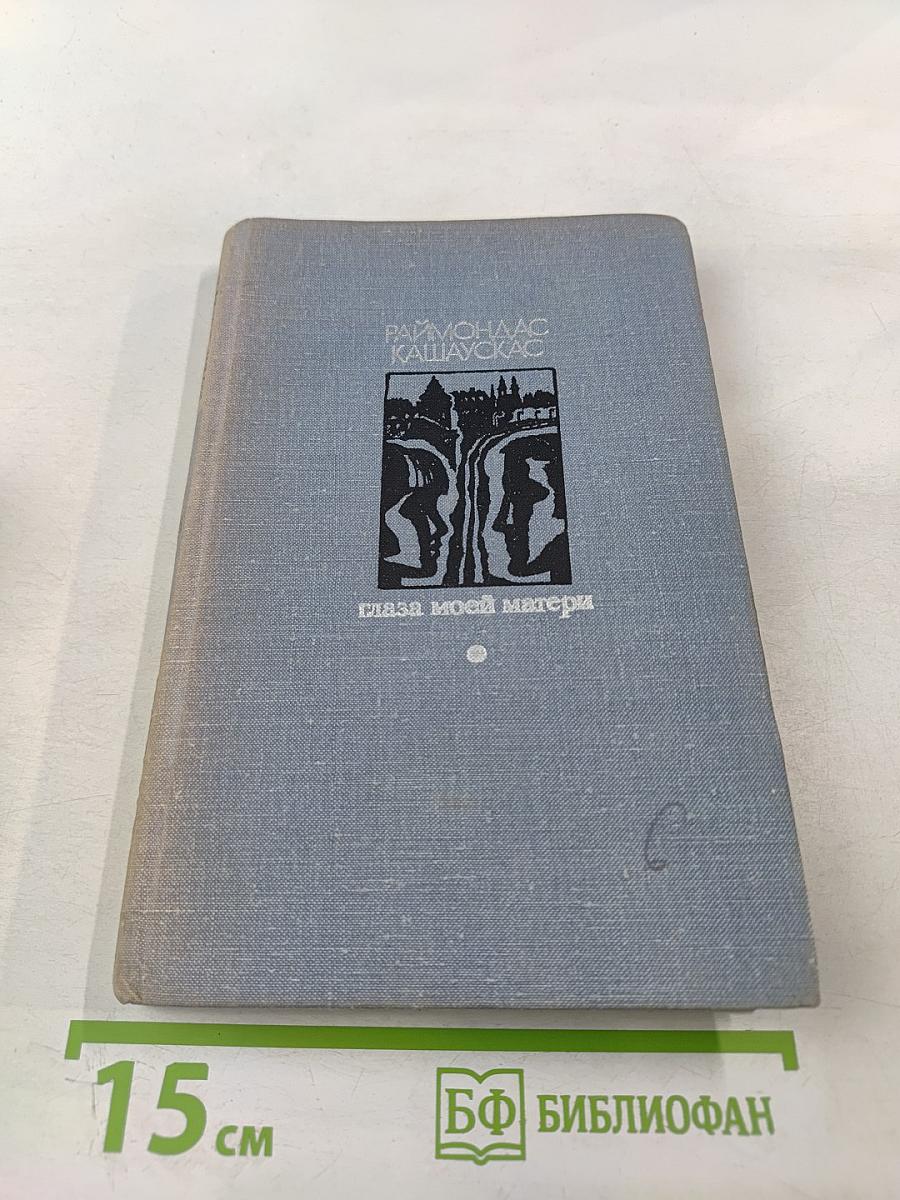 РАЙМОНДАС
КАШАУСКАС
глаза моей матери
15 см
БФ БИБЛИОФАН